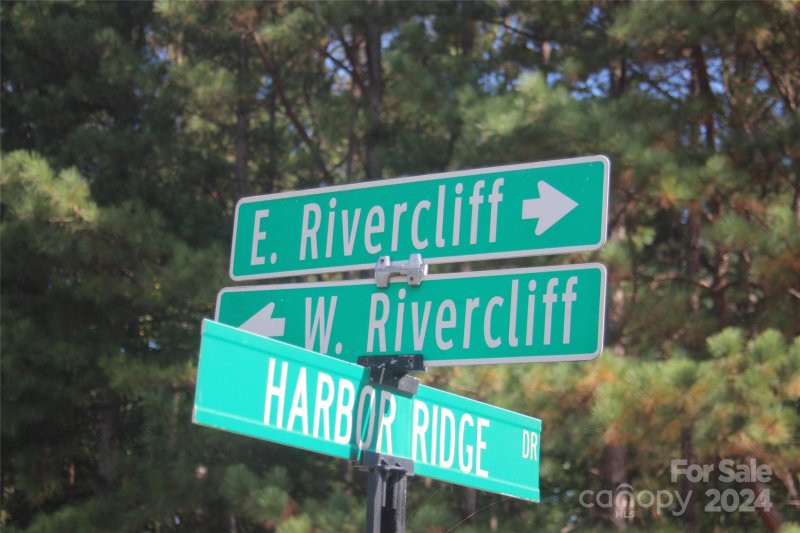 E. Rivercliff
W. Rivercliff
HARBOR RIDGE DR
For Sale
canopy 2024
MLS